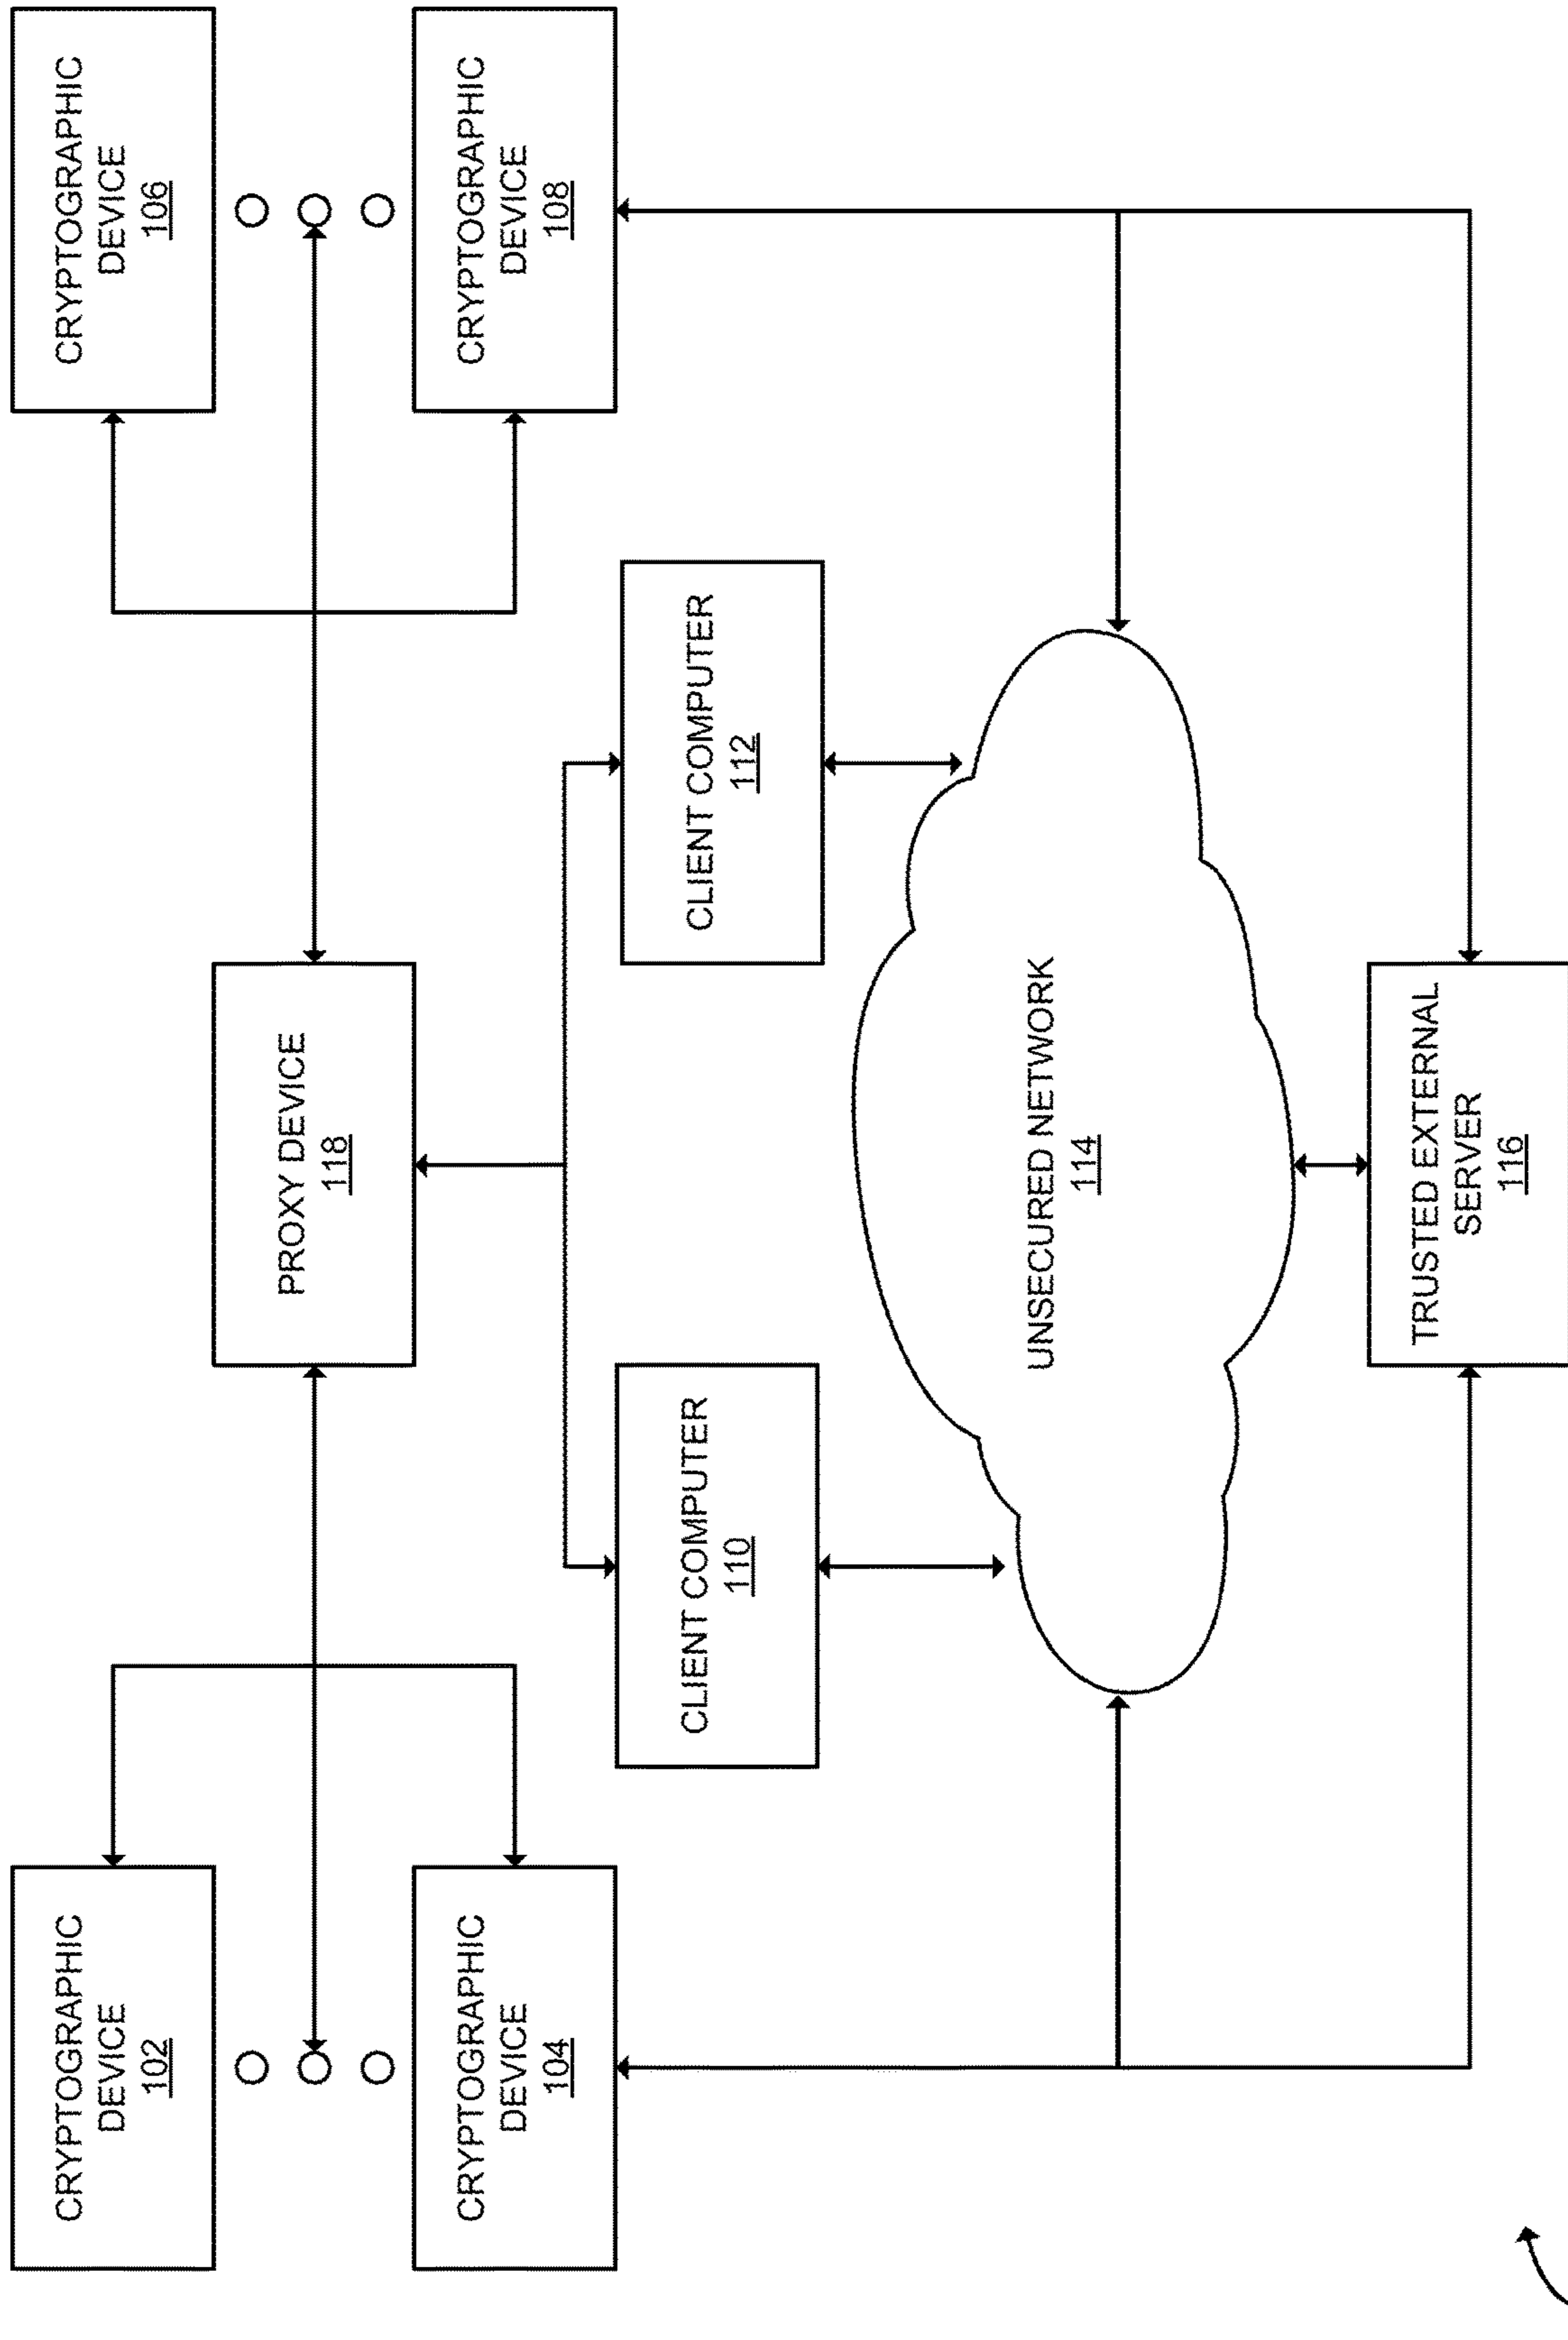 CRYPTOGRAPHIC
DEVICE
102
CRYPTOGRAPHIC
DEVICE
104
PROXY DEVICE
118
CRYPTOGRAPHIC
DEVICE
106
CRYPTOGRAPHIC
DEVICE
108
CLIENT COMPUTER
110
CLIENT COMPUTER
112
UNSECURED NETWORK
114
TRUSTED EXTERNAL
SERVER
116